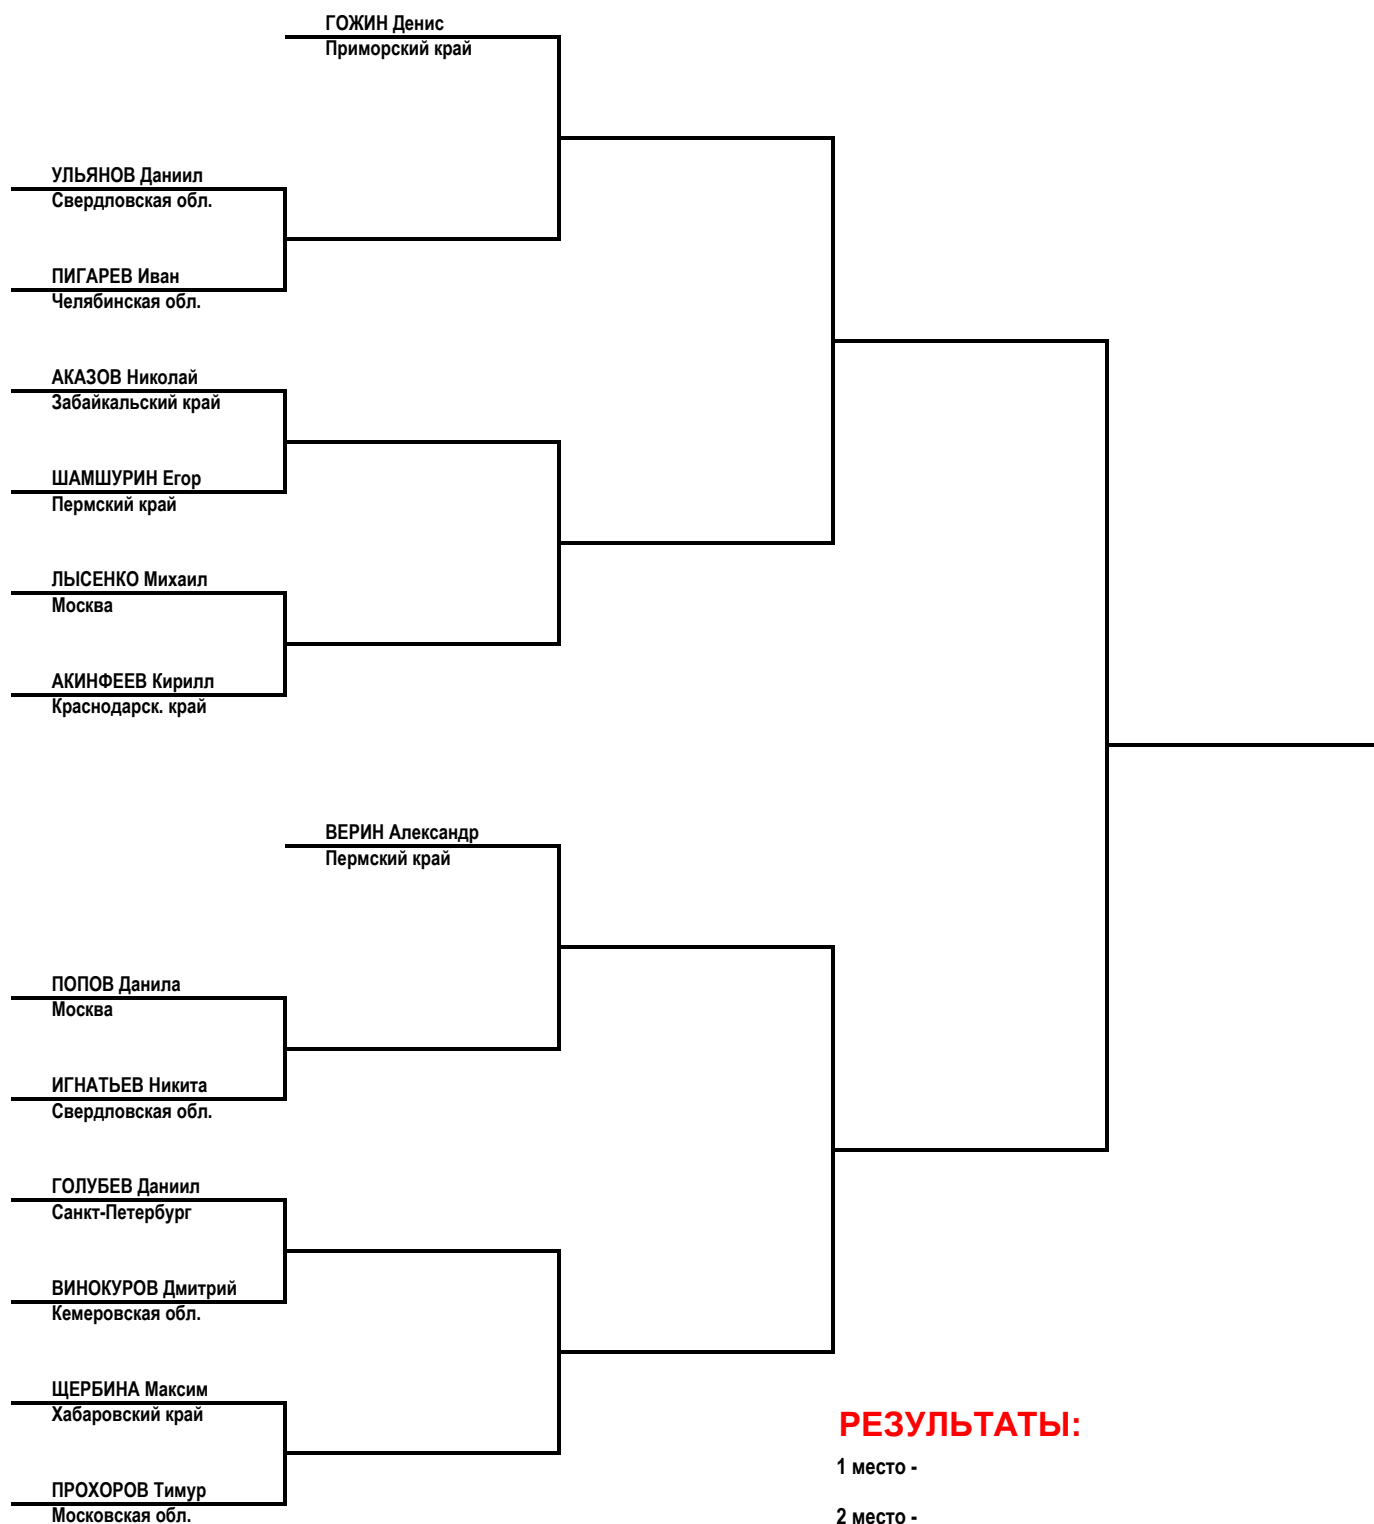 ГОЖИН Денис
Приморский край
УЛЬЯНОВ Даниил
Свердловская обл.
ПИГАРЕВ Иван
Челябинская обл.
АКАЗОВ Николай
Забайкальский край
ШАМШУРИН Егор
Пермский край
ЛЫСЕНКО Михаил
Москва
АКИНФЕЕВ Кирилл
Краснодарск. край
ВЕРИН Александр
Пермский край
ПОПОВ Данила
Москва
ИГНАТЬЕВ Никита
Свердловская обл.
ГОЛУБЕВ Даниил
Санкт-Петербург
ВИНОКУРОВ Дмитрий
Кемеровская обл.
ЩЕРБИНА Максим
Хабаровский край
ПРОХОРОВ Тимур
Московская обл.
РЕЗУЛЬТАТЫ:
1 место -
2 место -